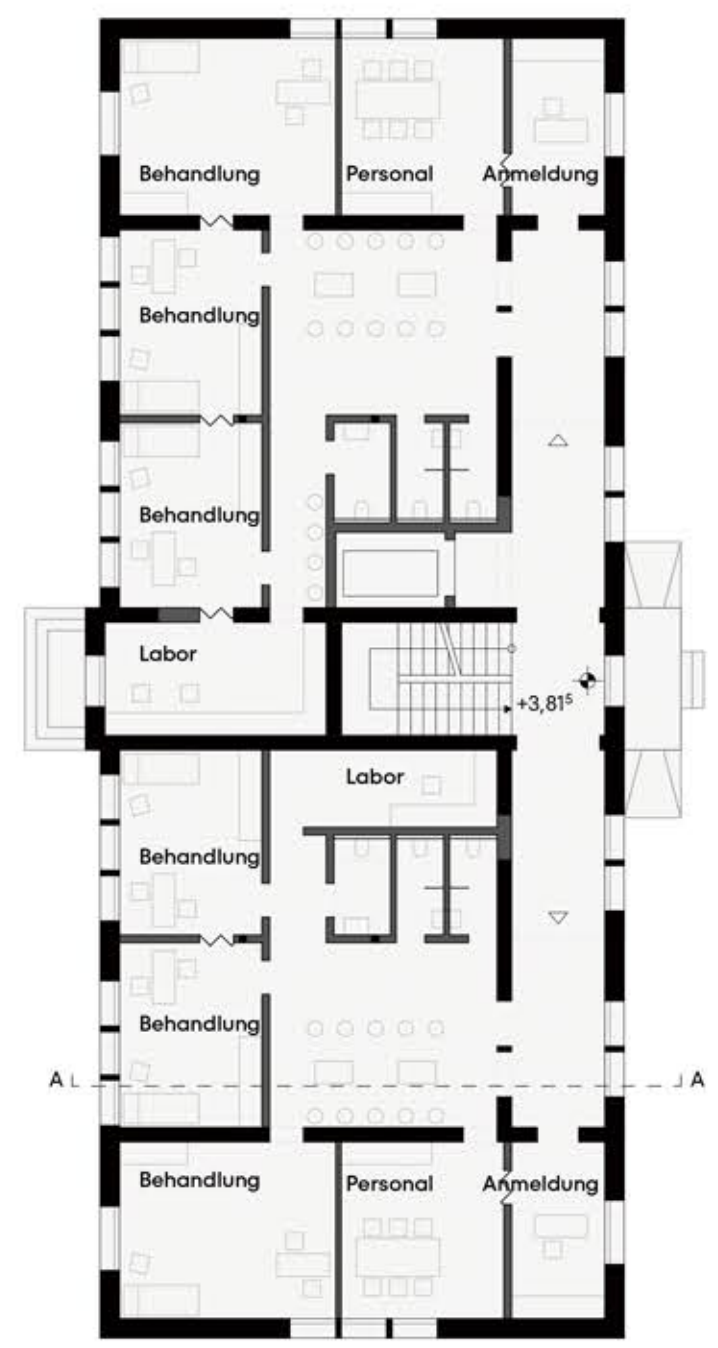 Behandlung
Personal
Anmeldung
Behandlung
Behandlung
Labor
+3,81⁵
Labor
Behandlung
Behandlung
A
A
Behandlung
Personal
Anmeldung